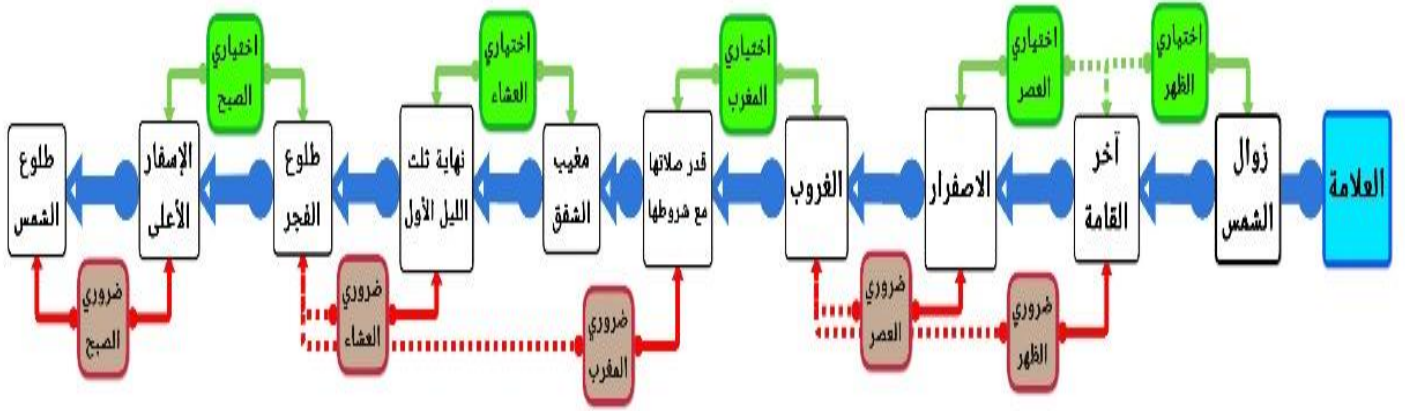 اختياري
الظهر
اختياري
العصر
اختياري
المغرب
اختياري
العشاء
اختياري
الصبح
العلامة
زوال
الشمس
آخر
القامة
الاصفرار
الغروب
قدر صلاتها
مع شروطها
مغيب
الشفق
نهاية ثلث
الليل الأول
طلوع
الفجر
الإسفار
الأعلى
طلوع
الشمس
ضروري
الظهر
ضروري
العصر
ضروري
المغرب
ضروري
العشاء
ضروري
الصبح